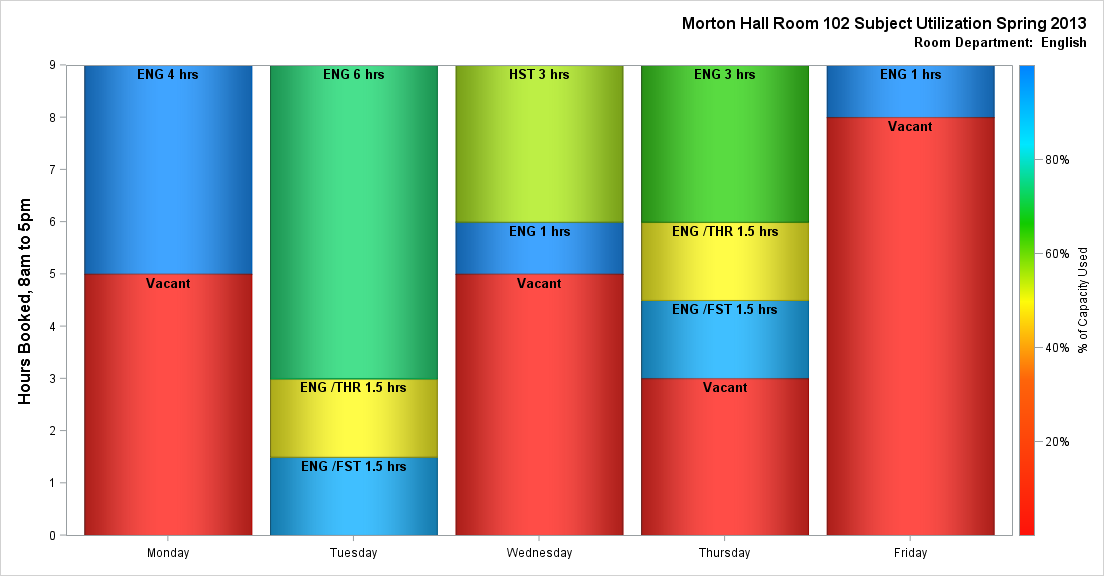 Morton Hall Room 102 Subject Utilization Spring 2013
Room Department:  English
Hours Booked, 8am to 5pm
9
8
7
6
5
4
3
2
1
0
ENG 4 hrs
Vacant
ENG 6 hrs
ENG /THR 1.5 hrs
ENG /FST 1.5 hrs
HST 3 hrs
ENG 1 hrs
Vacant
ENG 3 hrs
ENG /THR 1.5 hrs
ENG /FST 1.5 hrs
Vacant
ENG 1 hrs
Vacant
Monday
Tuesday
Wednesday
Thursday
Friday
80%
60%
40%
20%
% of Capacity Used